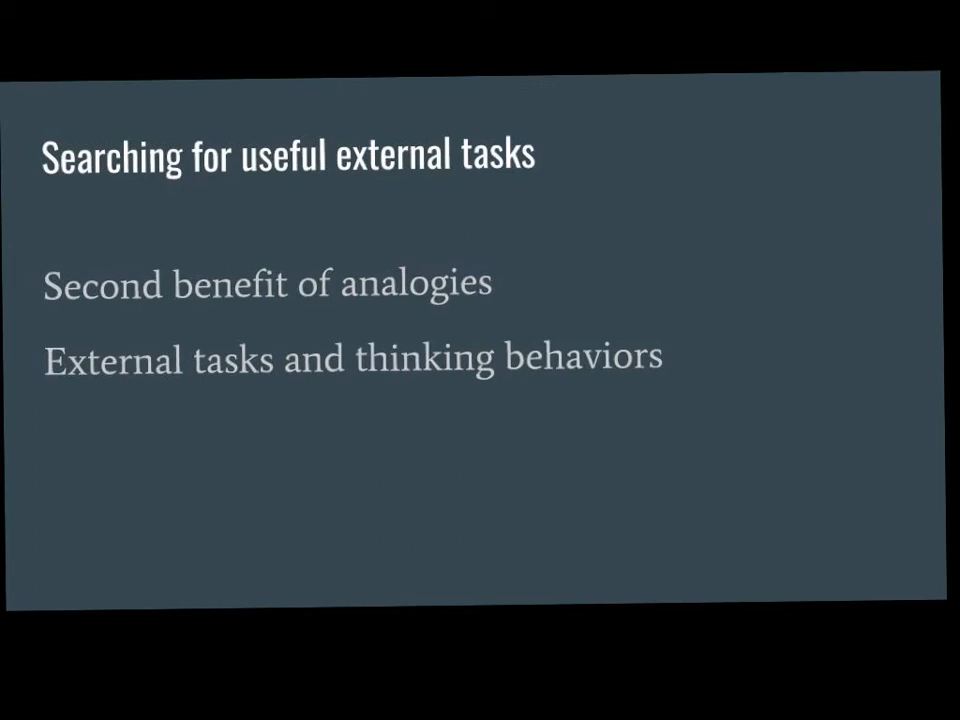 Searching for useful external tasks
Second benefit of analogies
External tasks and thinking behaviors